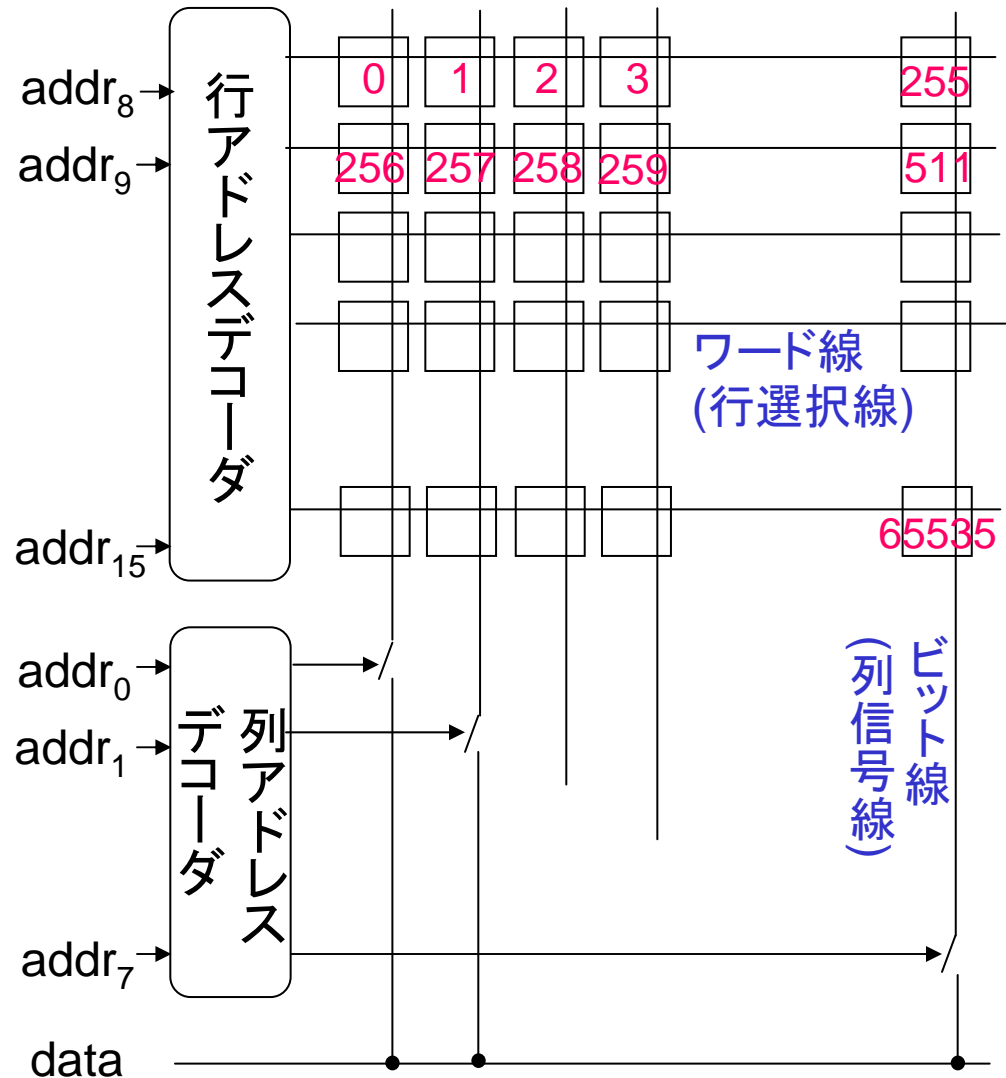 addr8
addr9
addr15
行アドレスデコーダ
0 1 2 3 255
256 257 258 259 511
ワード線
(行選択線)
65535
addr0
addr1
addr7
列アドレス
デコーダ
ビット線
(列信号線)
data